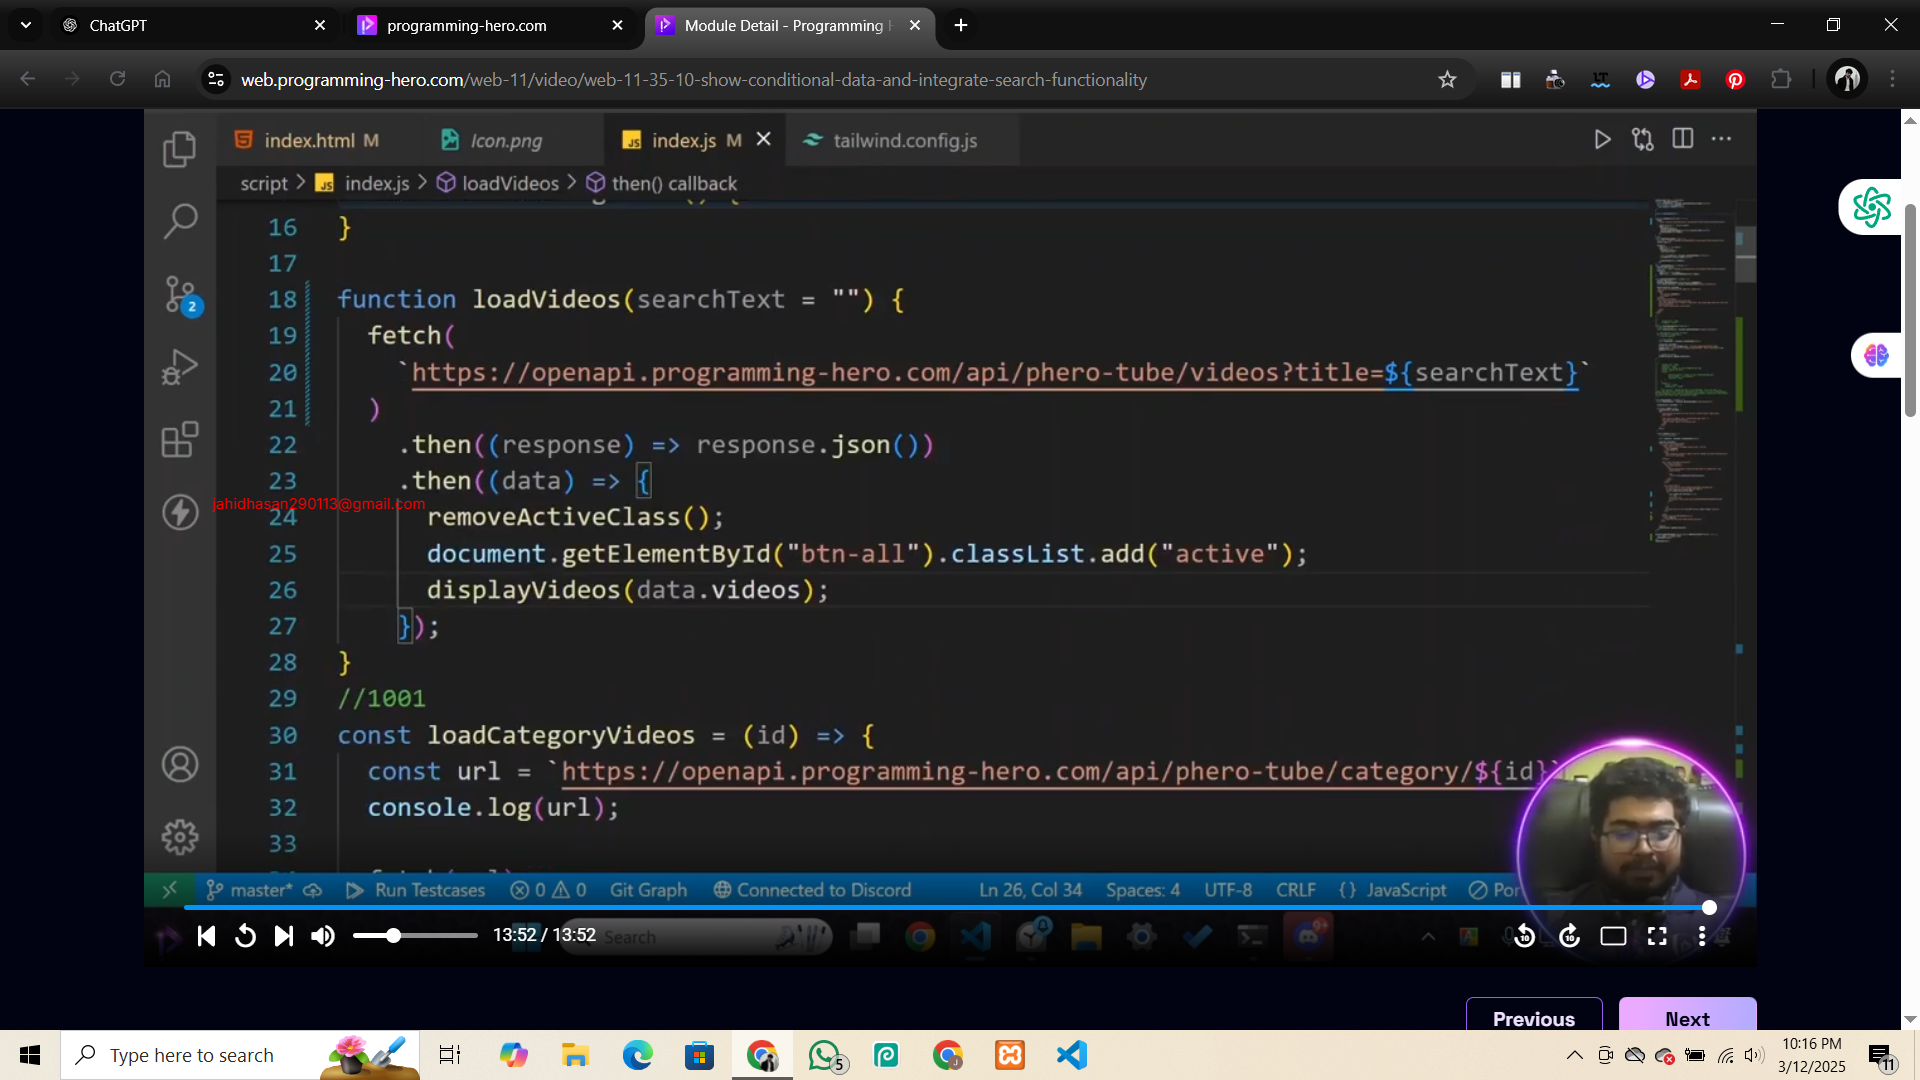 ChatGPT
programming-hero.com
Module Detail - Programming H
web.programming-hero.com/web-11/video/web-11-35-10-show-conditional-data-and-integrate-search-functionality
index.html M
Icon.png
JS index.js M
tailwind.config.js
script > JS index.js > loadVideos > then() callback
16 }
17
18 function loadVideos(searchText = "") {
19 fetch(
20 `https://openapi.programming-hero.com/api/phero-tube/videos?title=${searchText}`
21 )
22 .then((response) => response.json())
23 .then((data) => {
jahidhasan290113@gmail.com
24 removeActiveClass();
25 document.getElementById("btn-all").classList.add("active");
26 displayVideos(data.videos);
27 });
28 }
29 //1001
30 const loadCategoryVideos = (id) => {
31 const url = `https://openapi.programming-hero.com/api/phero-tube/category/${id}`
32 console.log(url);
33
2
master* Run Testcases 0 0 Git Graph Connected to Discord Ln 26, Col 34 Spaces: 4 UTF-8 CRLF {} JavaScript Por
13:52 / 13:52
Search
10
10
Previous
Next
Type here to search
5
10:16 PM
3/12/2025
11